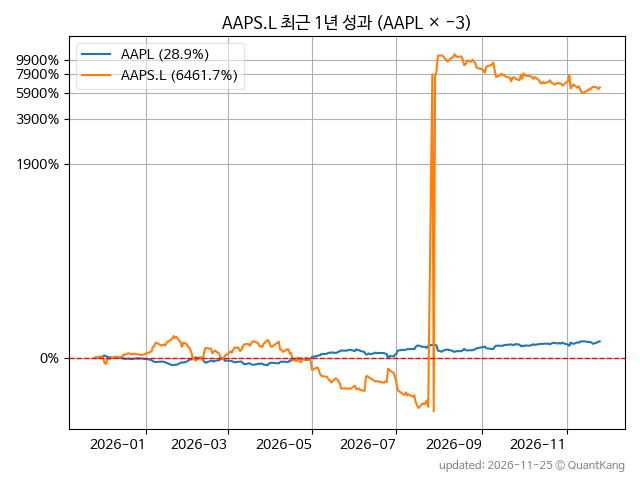 AAPS.L 최근 1년 성과 (AAPL × -3)
AAPL (28.9%)
AAPS.L (6461.7%)
9900%
7900%
5900%
3900%
1900%
0%
2026-01 2026-03 2026-05 2026-07 2026-09 2026-11
updated: 2026-11-25 © QuantKang